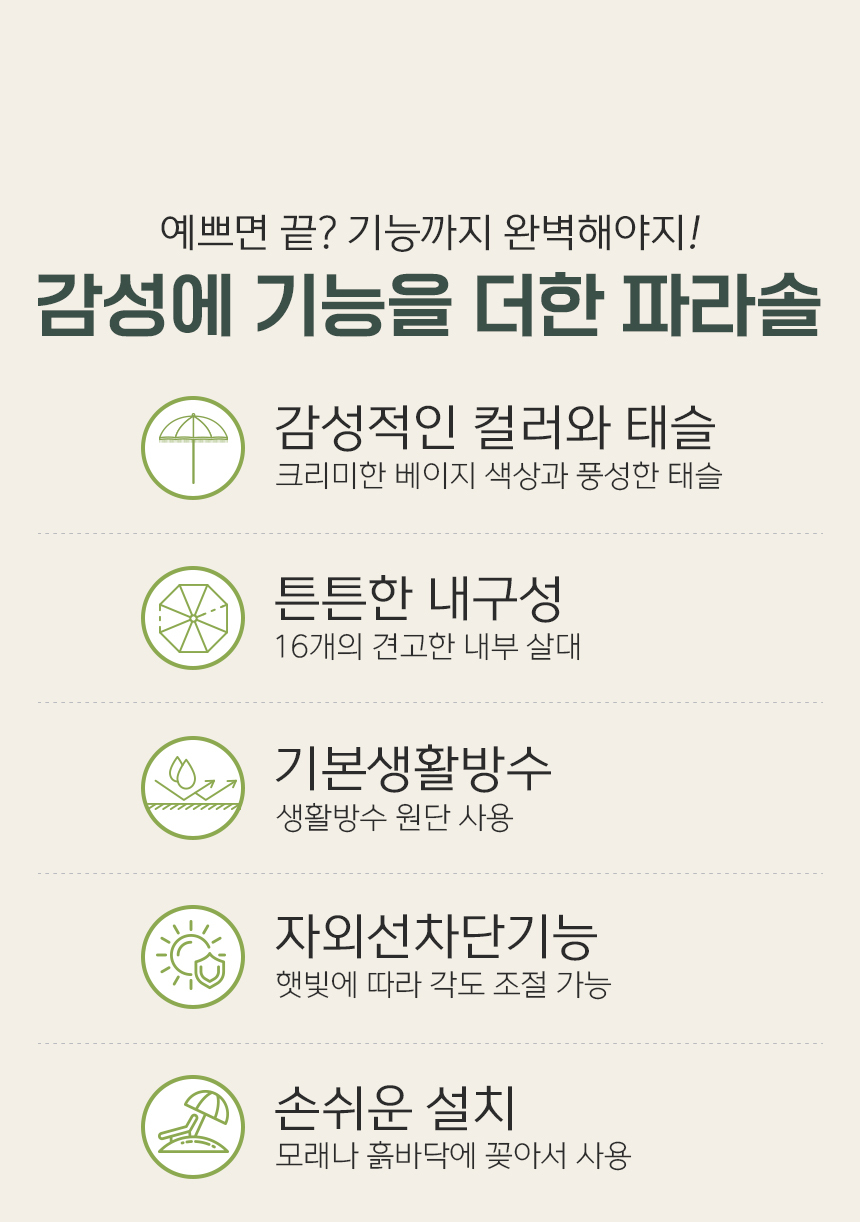 예쁘면 끝? 기능까지 완벽해야지!
감성에 기능을 더한 파라솔
감성적인 컬러와 태슬
크리미한 베이지 색상과 풍성한 태슬
튼튼한 내구성
16개의 견고한 내부 살대
기본생활방수
생활방수 원단 사용
자외선차단기능
햇빛에 따라 각도 조절 가능
손쉬운 설치
모래나 흙바닥에 꽂아서 사용